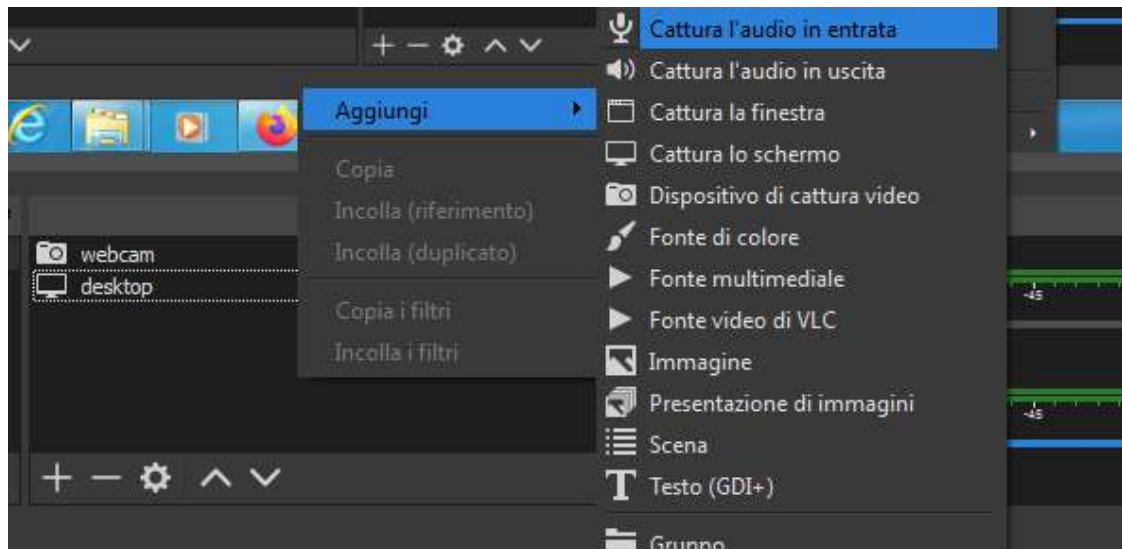 Cattura l'audio in entrata
Cattura l'audio in uscita
Aggiungi
Cattura la finestra
Cattura lo schermo
Copia
Dispositivo di cattura video
Incolla (riferimento)
Fonte di colore
webcam
Incolla (duplicato)
desktop
Fonte multimediale
-45
Copia i filtri
Fonte video di VLC
Incolla i filtri
Immagine
Presentazione di immagini
-45
Scena
Testo (GDI+)
Gruppo